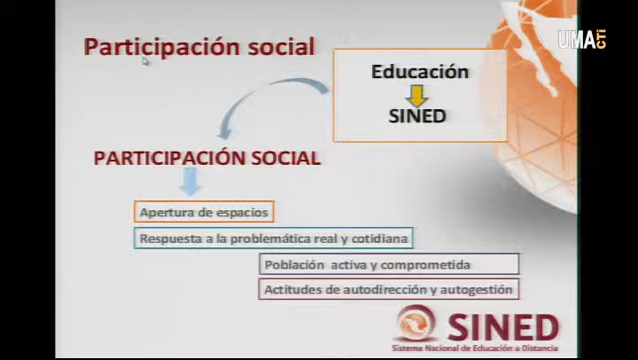 Participación social
UMA CTI
Educación
SINED
PARTICIPACIÓN SOCIAL
Apertura de espacios
Respuesta a la problemática real y cotidiana
Población activa y comprometida
Actitudes de autodirección y autogestión
SINED
Sistema Nacional de Educación a Distancia